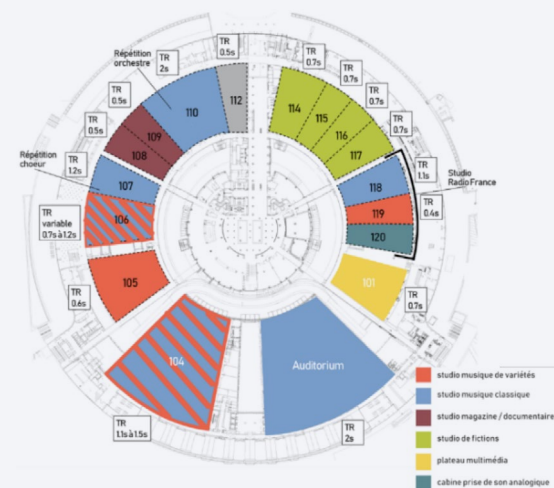 TR
0.5s
TR
2s
Répétition
orchestre
TR
0.7s
TR
0.7s
TR
0.7s
TR
0.7s
TR
0.5s
TR
0.5s
110
112
114
115
116
117
109
108
Répétition
choeur
TR
1.2s
107
106
118
119
120
TR
1.1s
Studio
Radio France
TR
0.4s
TR
variable
0.7s à 1.2s
105
101
TR
0.6s
TR
0.7s
104
Auditorium
TR
1.1s à 1.5s
TR
2s
studio musique de variétés
studio musique classique
studio magazine / documentaire
studio de fictions
plateau multimédia
cabine prise de son analogique